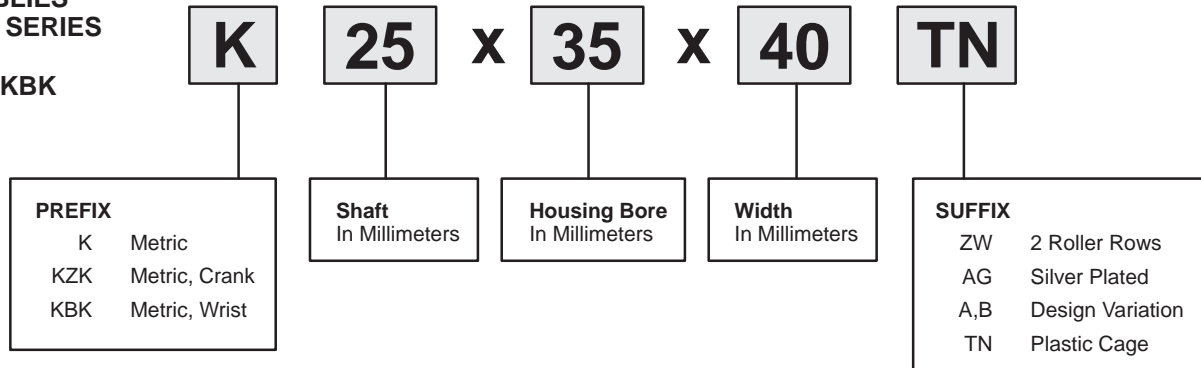 SERIES
KBK
K 25 x 35 x 40 TN
PREFIX
K Metric
KZK Metric, Crank
KBK Metric, Wrist
Shaft
In Millimeters
Housing Bore
In Millimeters
Width
In Millimeters
SUFFIX
ZW 2 Roller Rows
AG Silver Plated
A,B Design Variation
TN Plastic Cage